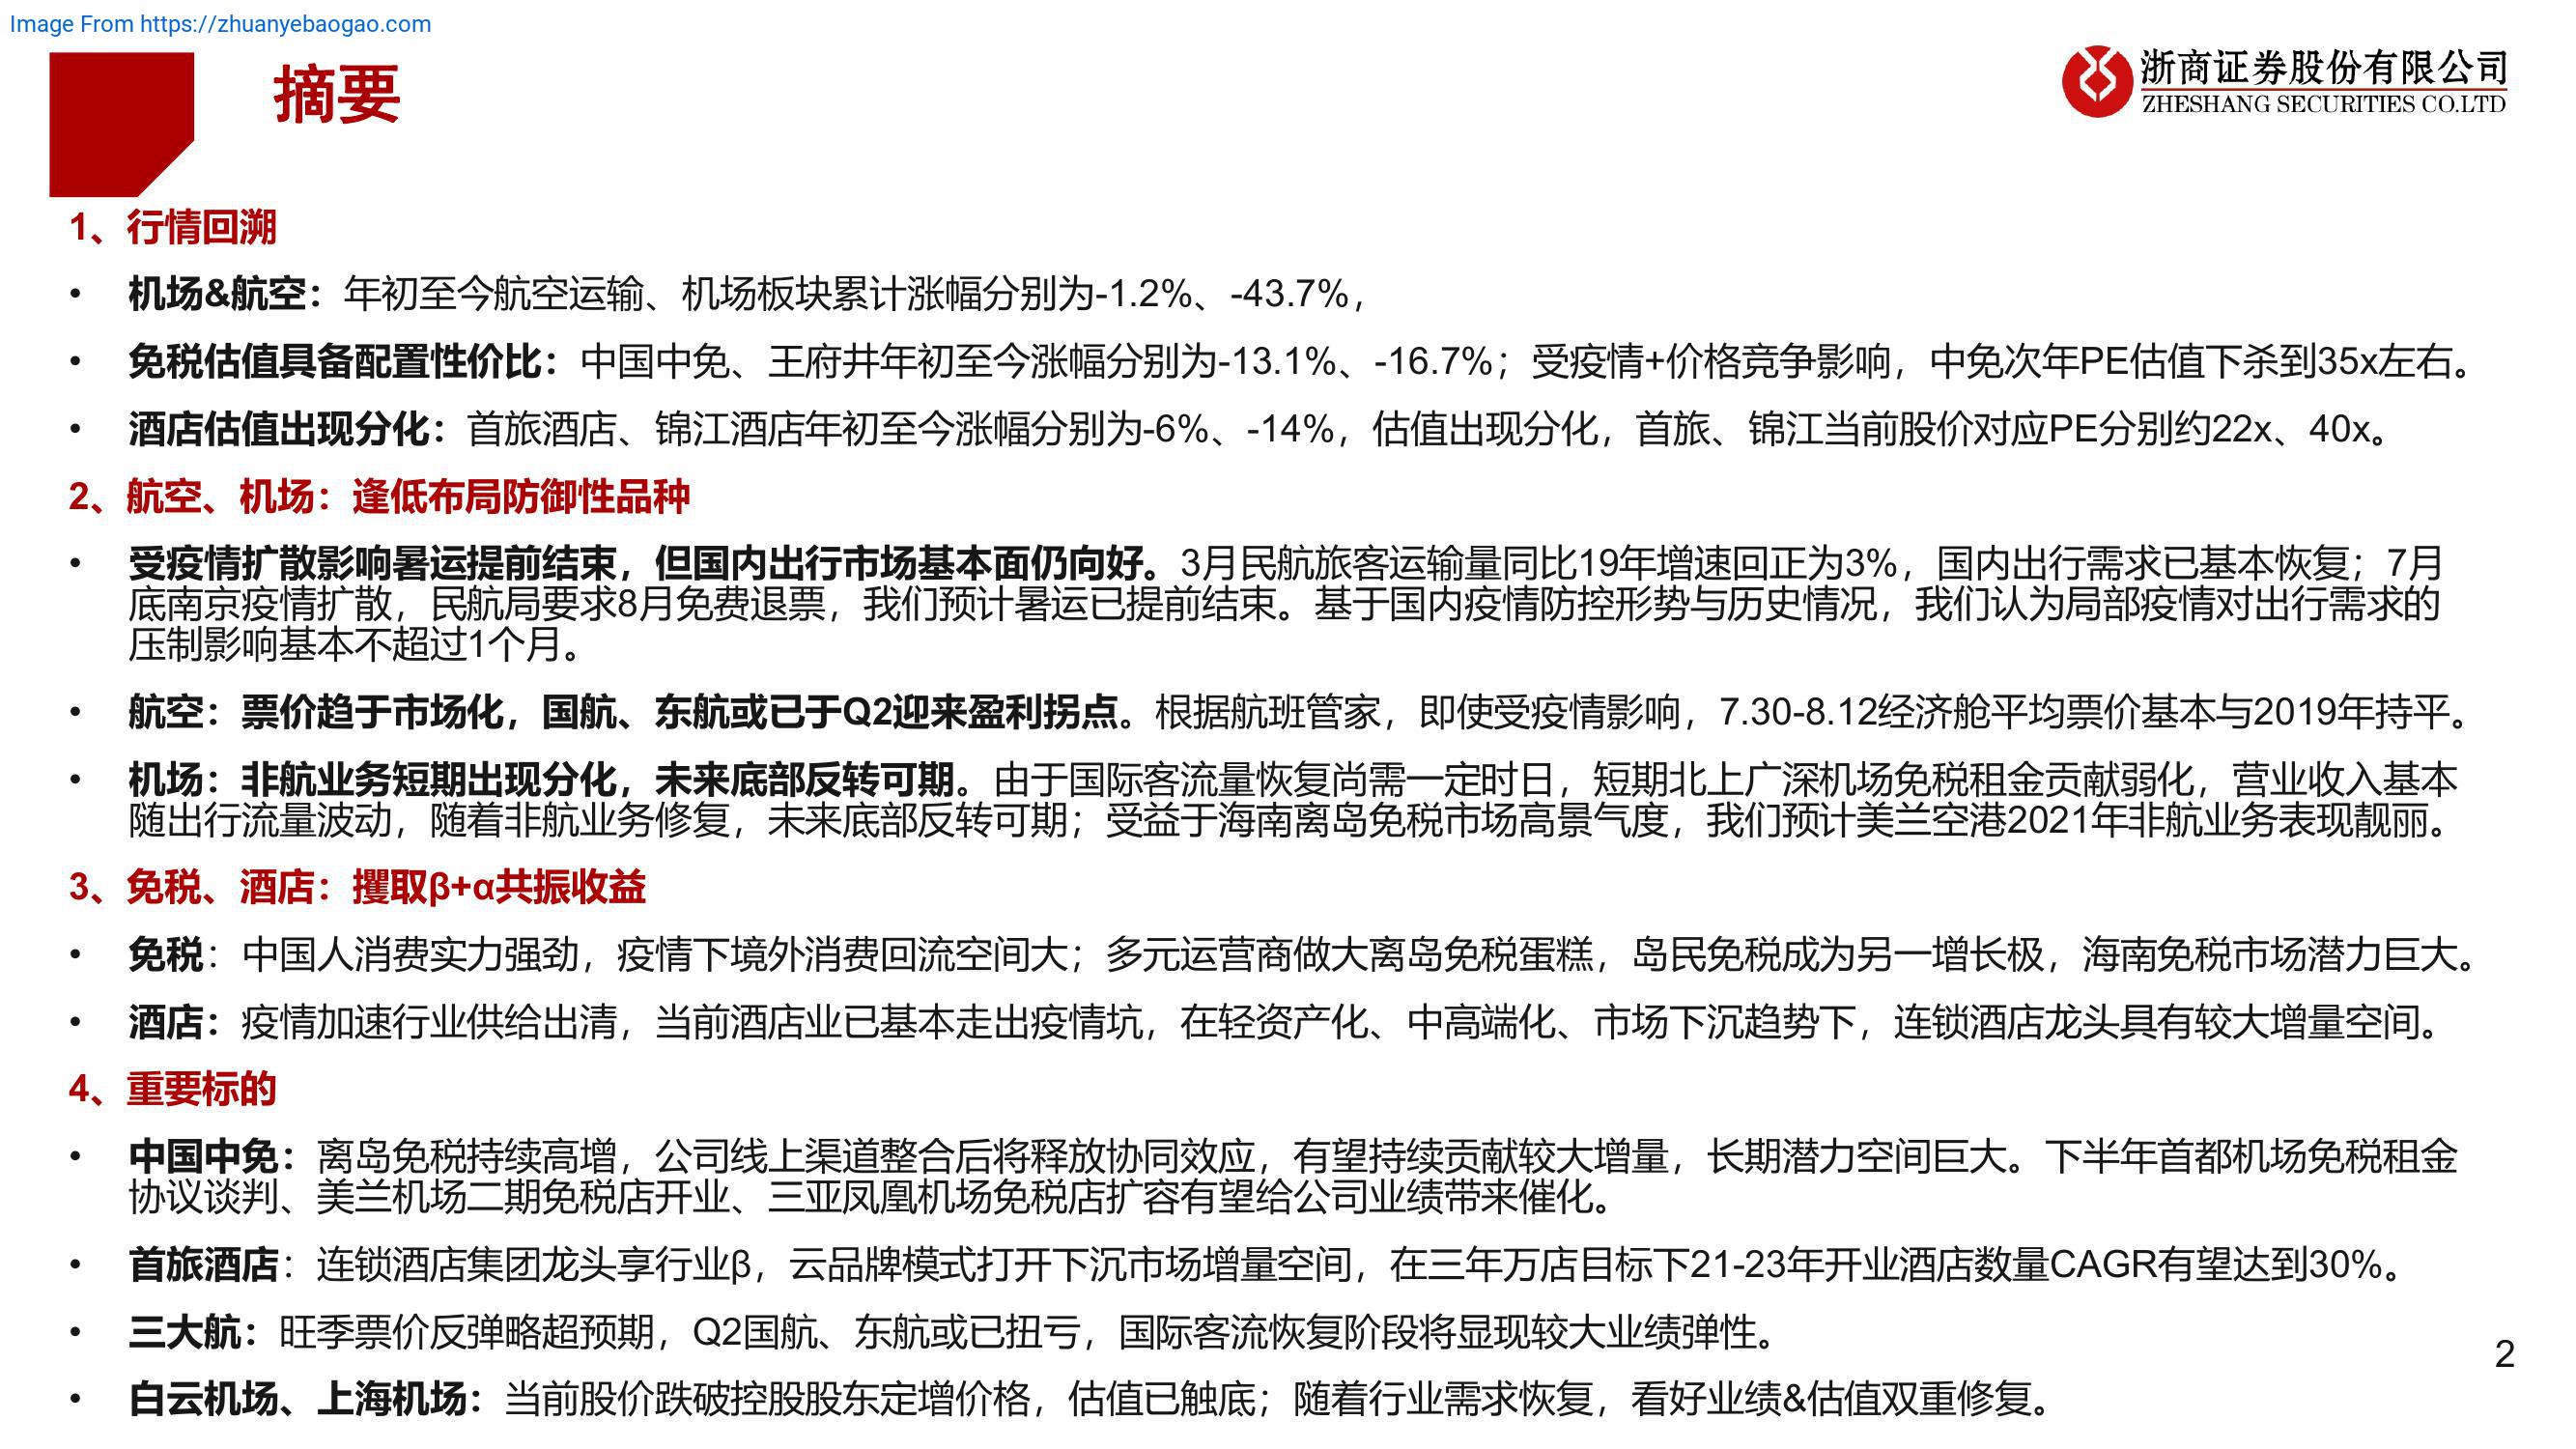 Image From https://zhuanyebaogao.com
摘要
浙商证券股份有限公司
ZHESHANG SECURITIES CO.LTD
1、行情回溯
• 机场&航空：年初至今航空运输、机场板块累计涨幅分别为-1.2%、-43.7%，
• 免税估值具备配置性价比：中国中免、王府井年初至今涨幅分别为-13.1%、-16.7%；受疫情+价格竞争影响，中免次年PE估值下杀到35x左右。
• 酒店估值出现分化：首旅酒店、锦江酒店年初至今涨幅分别为-6%、-14%，估值出现分化，首旅、锦江当前股价对应PE分别约22x、40x。
2、航空、机场：逢低布局防御性品种
• 受疫情扩散影响暑运提前结束，但国内出行市场基本面仍向好。3月民航旅客运输量同比19年增速回正为3%，国内出行需求已基本恢复；7月
底南京疫情扩散，民航局要求8月免费退票，我们预计暑运已提前结束。基于国内疫情防控形势与历史情况，我们认为局部疫情对出行需求的
压制影响基本不超过1个月。
• 航空：票价趋于市场化，国航、东航或已于Q2迎来盈利拐点。根据航班管家，即使受疫情影响，7.30-8.12经济舱平均票价基本与2019年持平。
• 机场：非航业务短期出现分化，未来底部反转可期。由于国际客流量恢复尚需一定时日，短期北上广深机场免税租金贡献弱化，营业收入基本
随出行流量波动，随着非航业务修复，未来底部反转可期；受益于海南离岛免税市场高景气度，我们预计美兰空港2021年非航业务表现靓丽。
3、免税、酒店：攫取β+α共振收益
• 免税：中国人消费实力强劲，疫情下境外消费回流空间大；多元运营商做大离岛免税蛋糕，岛民免税成为另一增长极，海南免税市场潜力巨大。
• 酒店：疫情加速行业供给出清，当前酒店业已基本走出疫情坑，在轻资产化、中高端化、市场下沉趋势下，连锁酒店龙头具有较大增量空间。
4、重要标的
• 中国中免：离岛免税持续高增，公司线上渠道整合后将释放协同效应，有望持续贡献较大增量，长期潜力空间巨大。下半年首都机场免税租金
协议谈判、美兰机场二期免税店开业、三亚凤凰机场免税店扩容有望给公司业绩带来催化。
• 首旅酒店：连锁酒店集团龙头享行业β，云品牌模式打开下沉市场增量空间，在三年万店目标下21-23年开业酒店数量CAGR有望达到30%。
• 三大航：旺季票价反弹略超预期，Q2国航、东航或已扭亏，国际客流恢复阶段将显现较大业绩弹性。
• 白云机场、上海机场：当前股价跌破控股股东定增价格，估值已触底；随着行业需求恢复，看好业绩&估值双重修复。
2